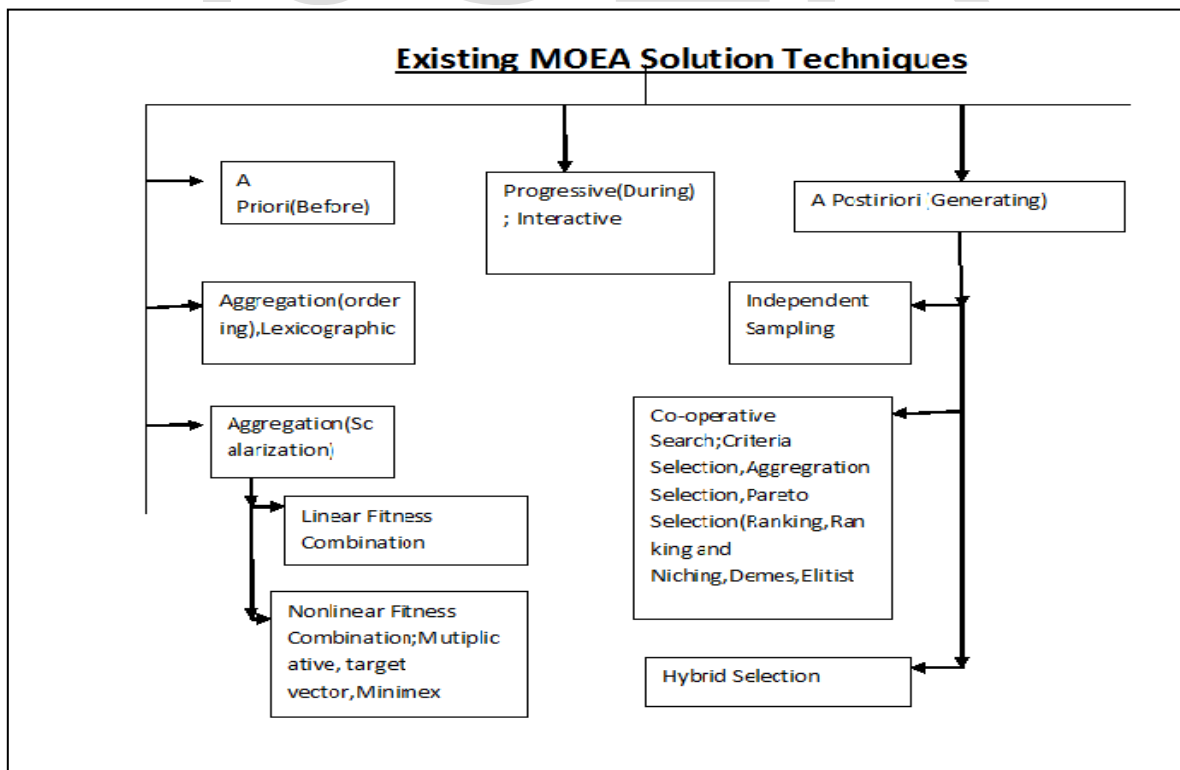 Existing MOEA Solution Techniques
A
Priori(Before)
Progressive(During)
; Interactive
A Postiriori (Generating)
Aggregation(order
ing),Lexicographic
Independent
Sampling
Aggregation(Sc
alarization)
Co-operative
Search;Criteria
Selection,Aggregration
Selection,Pareto
Selection(Ranking,Ran
king and
Niching,Demes,Elitist
Linear Fitness
Combination
Nonlinear Fitness
Combination;Mutiplic
ative, target
vector,Minimex
Hybrid Selection